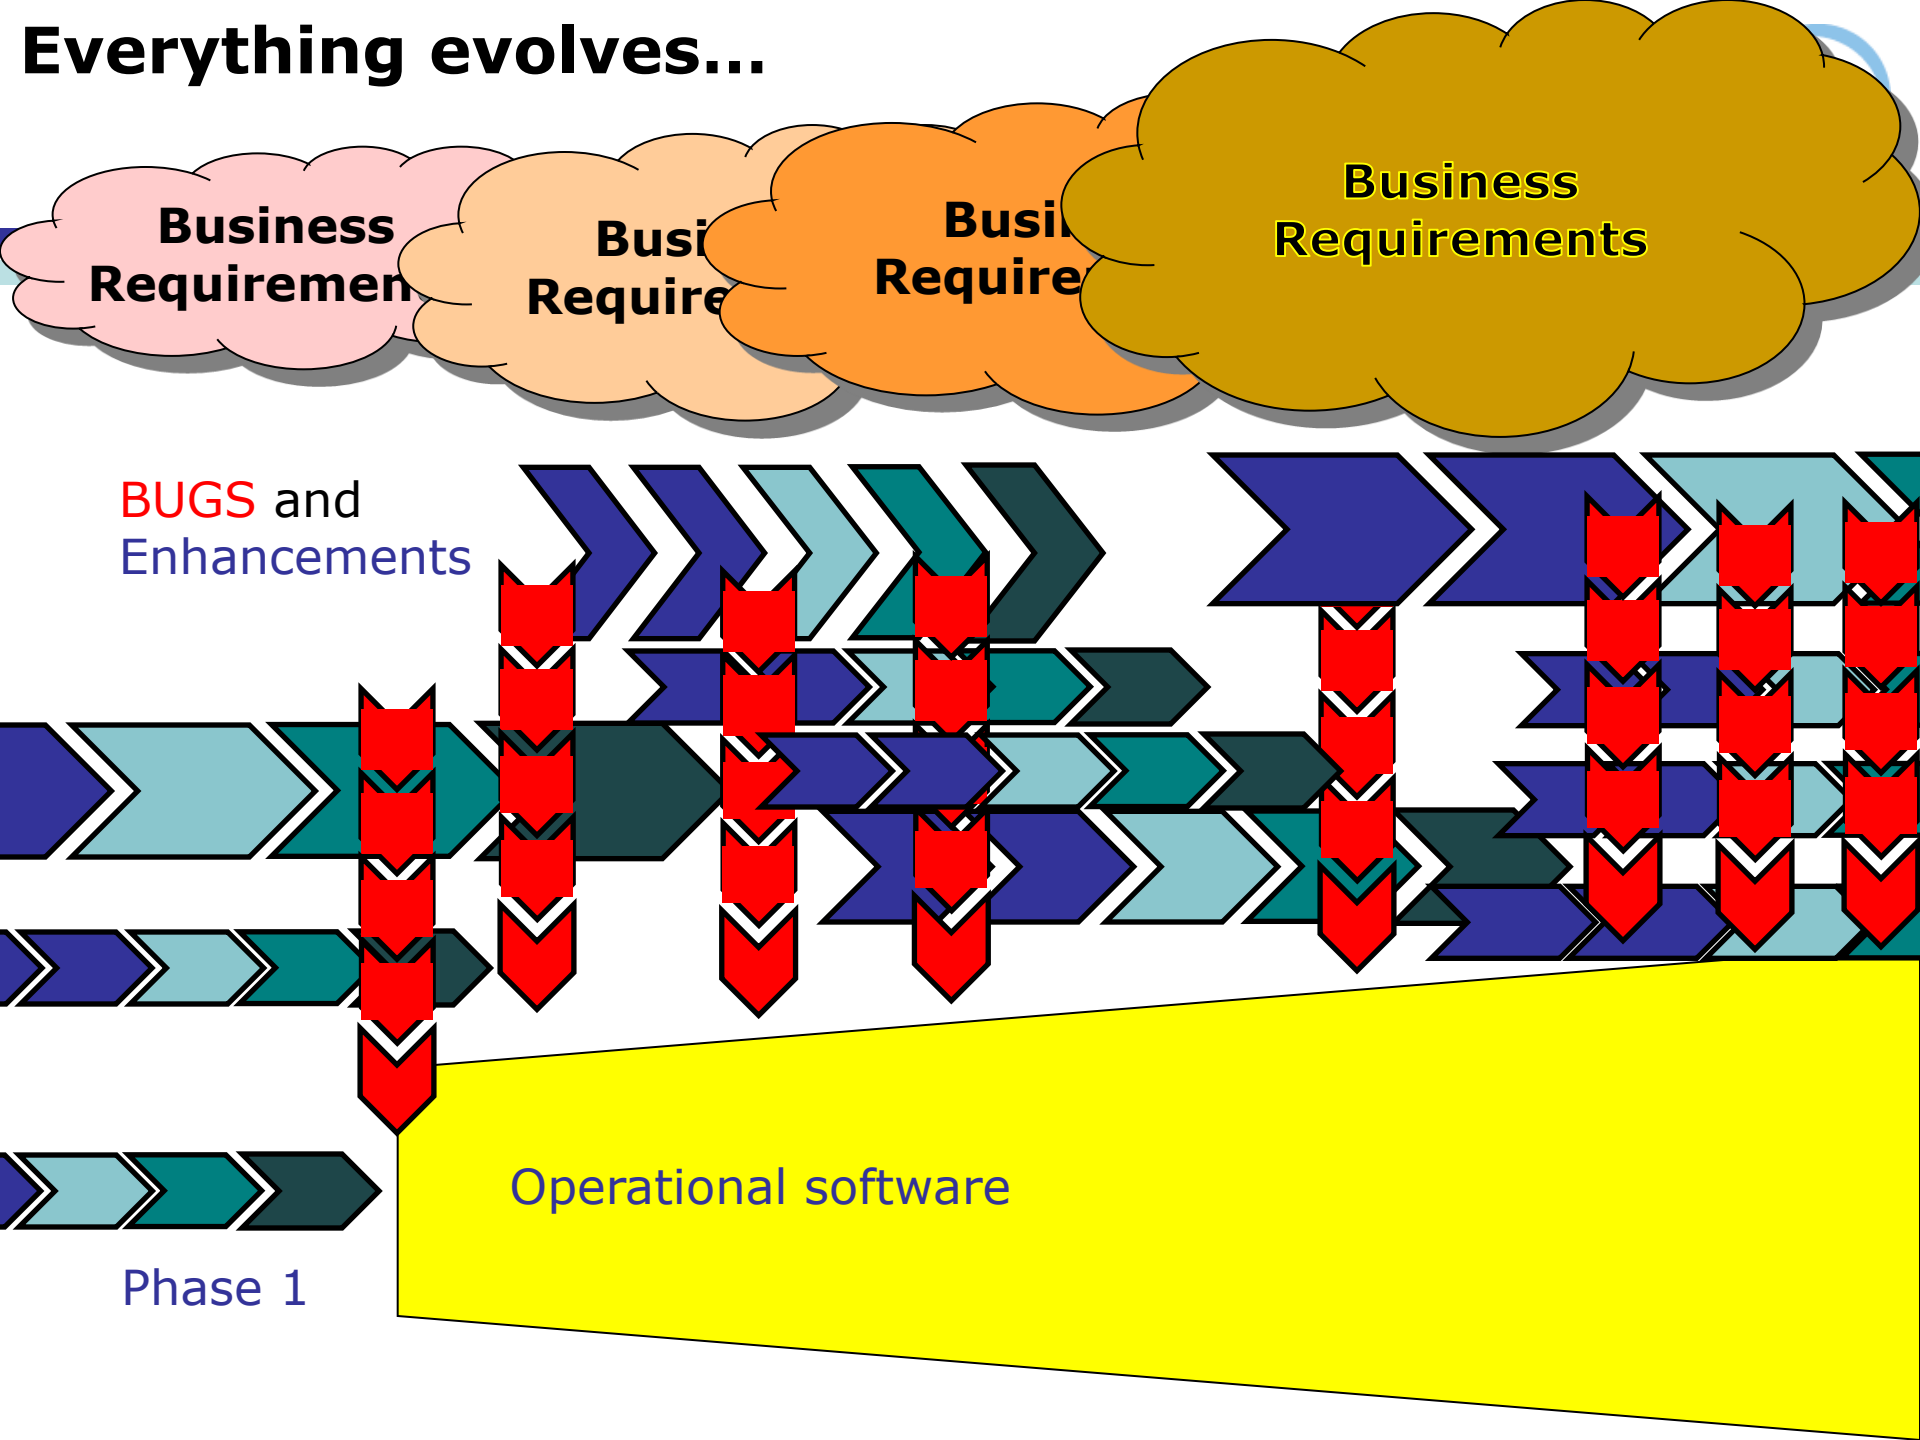 Everything evolves...
Business
Requiremen
Busi
Require
Busi
Require
Business
Requirements
BUGS and
Enhancements
Operational software
Phase 1